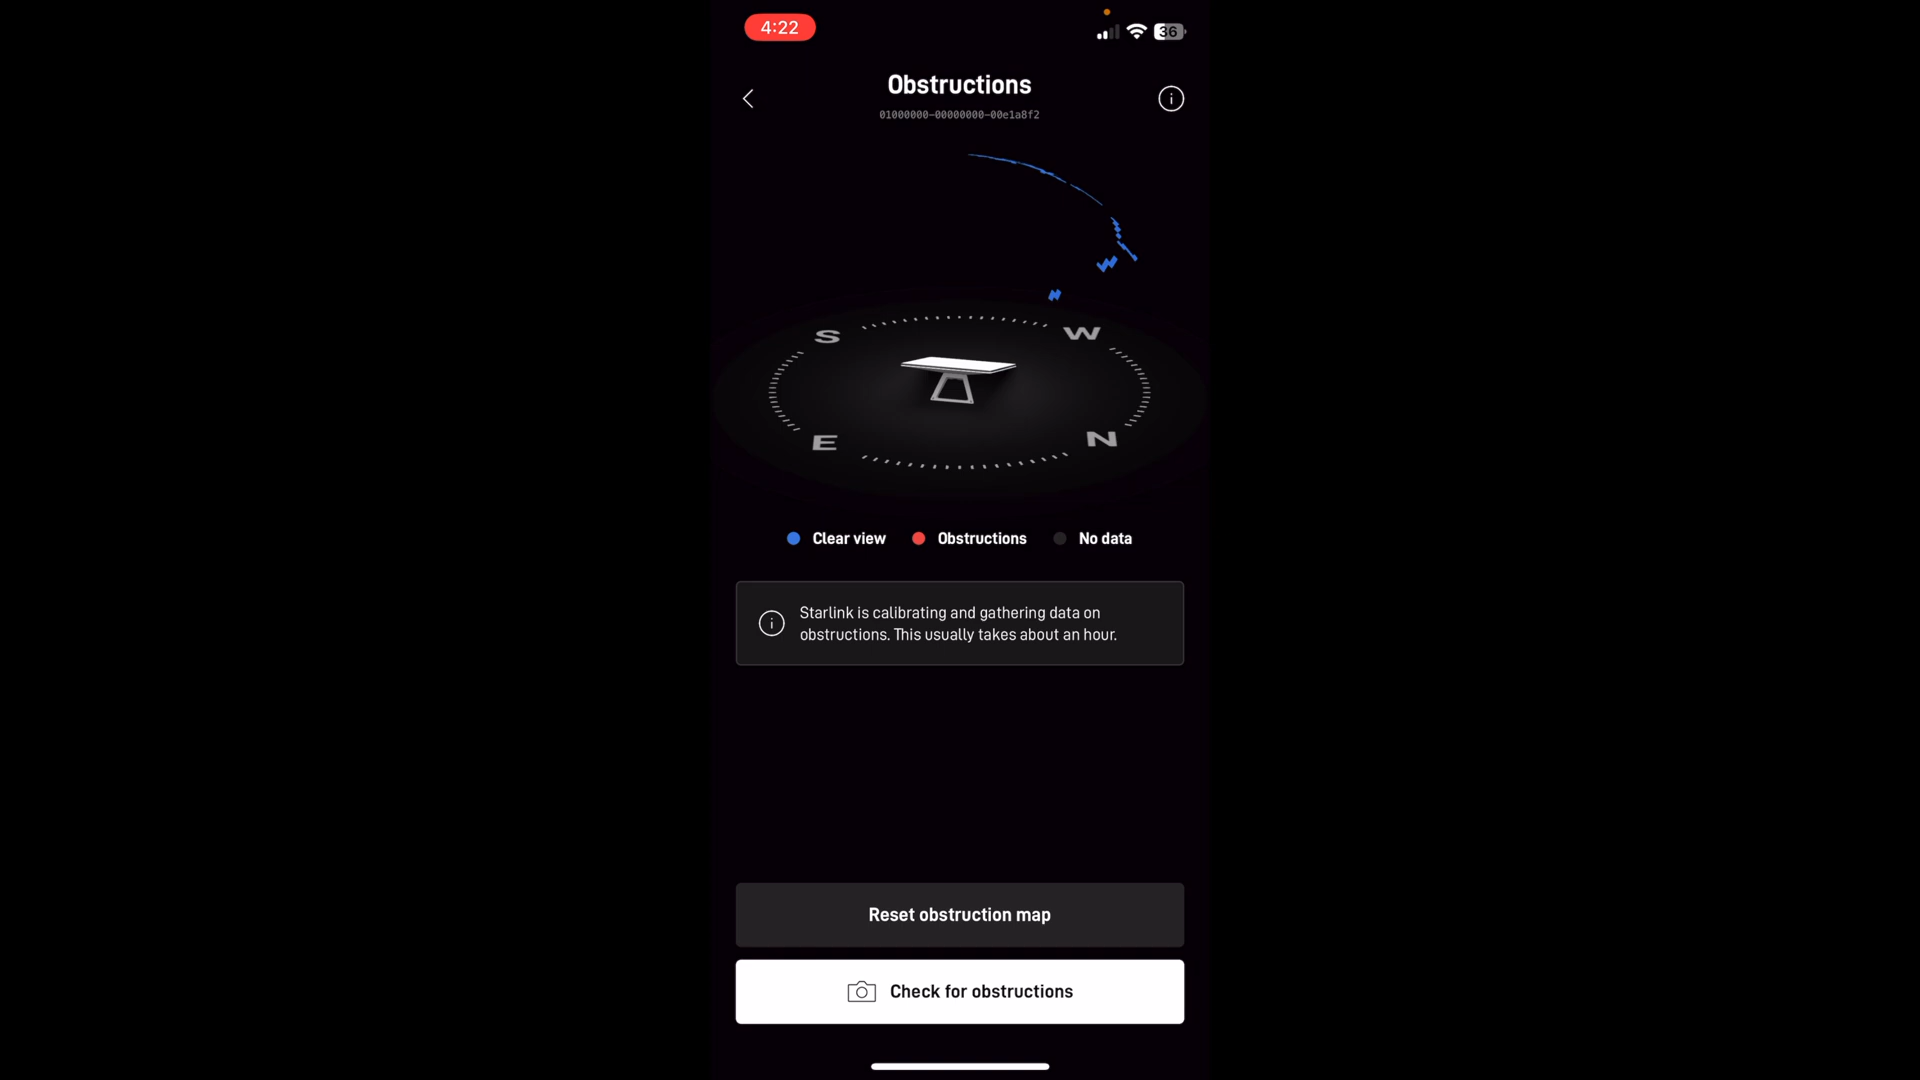 4:22
36
Obstructions
01000000-00000000-00e1a8f2
S
W
E
N
Clear view
Obstructions
No data
Starlink is calibrating and gathering data on
obstructions. This usually takes about an hour.
Reset obstruction map
Check for obstructions